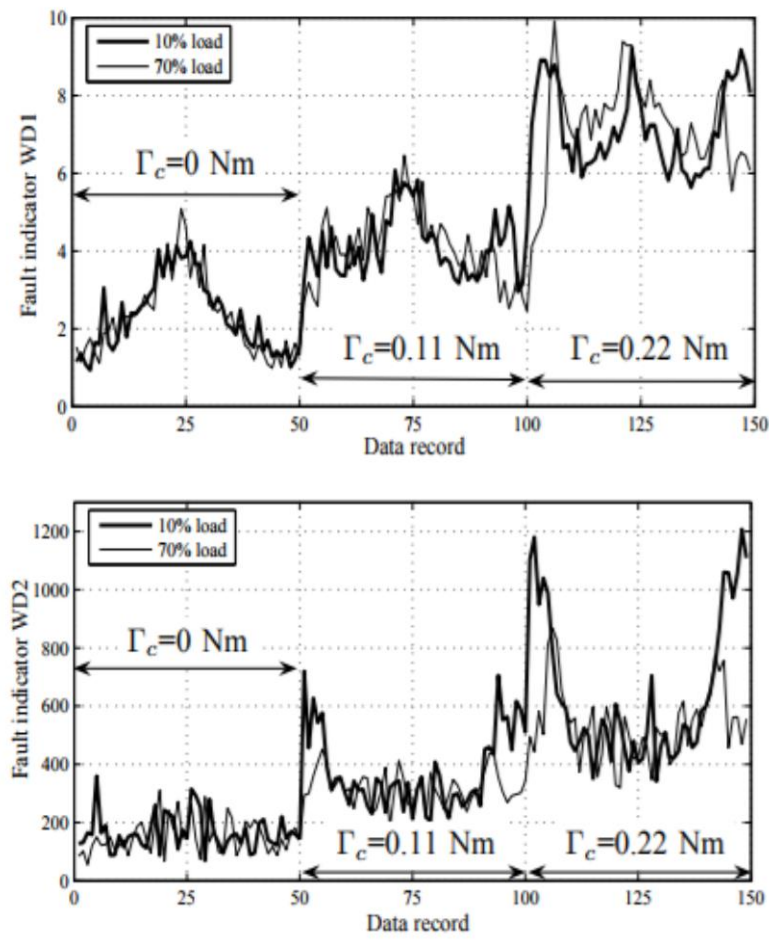 10
10% load
70% load
8
Γc=0 Nm
6
Fault indicator WD1
4
2
Γc=0.11 Nm
Γc=0.22 Nm
0
0 25 50 75 100 125 150
Data record
1200
10% load
70% load
1000
Γc=0 Nm
800
Fault indicator WD2
600
400
200
Γc=0.11 Nm
Γc=0.22 Nm
0
0 25 50 75 100 125 150
Data record